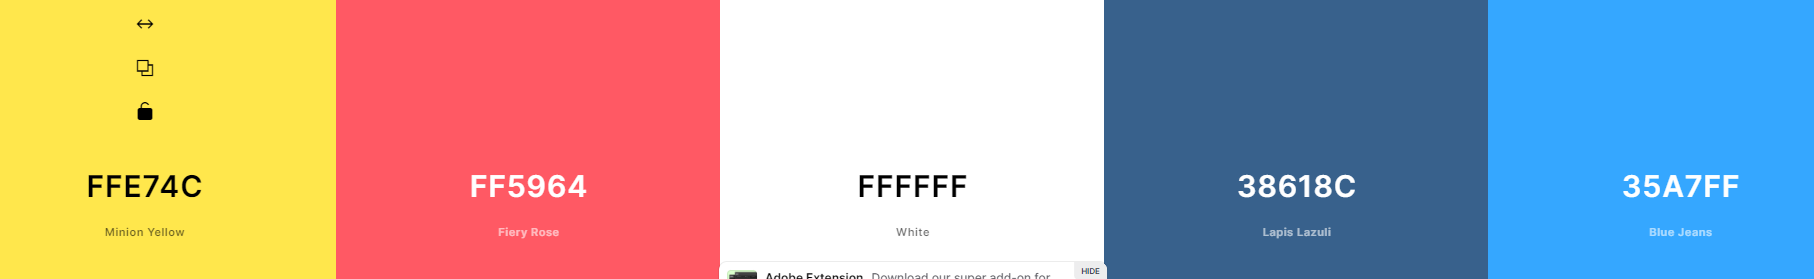 FFE74C
Minion Yellow
FF5964
Fiery Rose
FFFFFF
White
38618C
Lapis Lazuli
35A7FF
Blue Jeans
Adobe Extension Download our super add-on for
HIDE